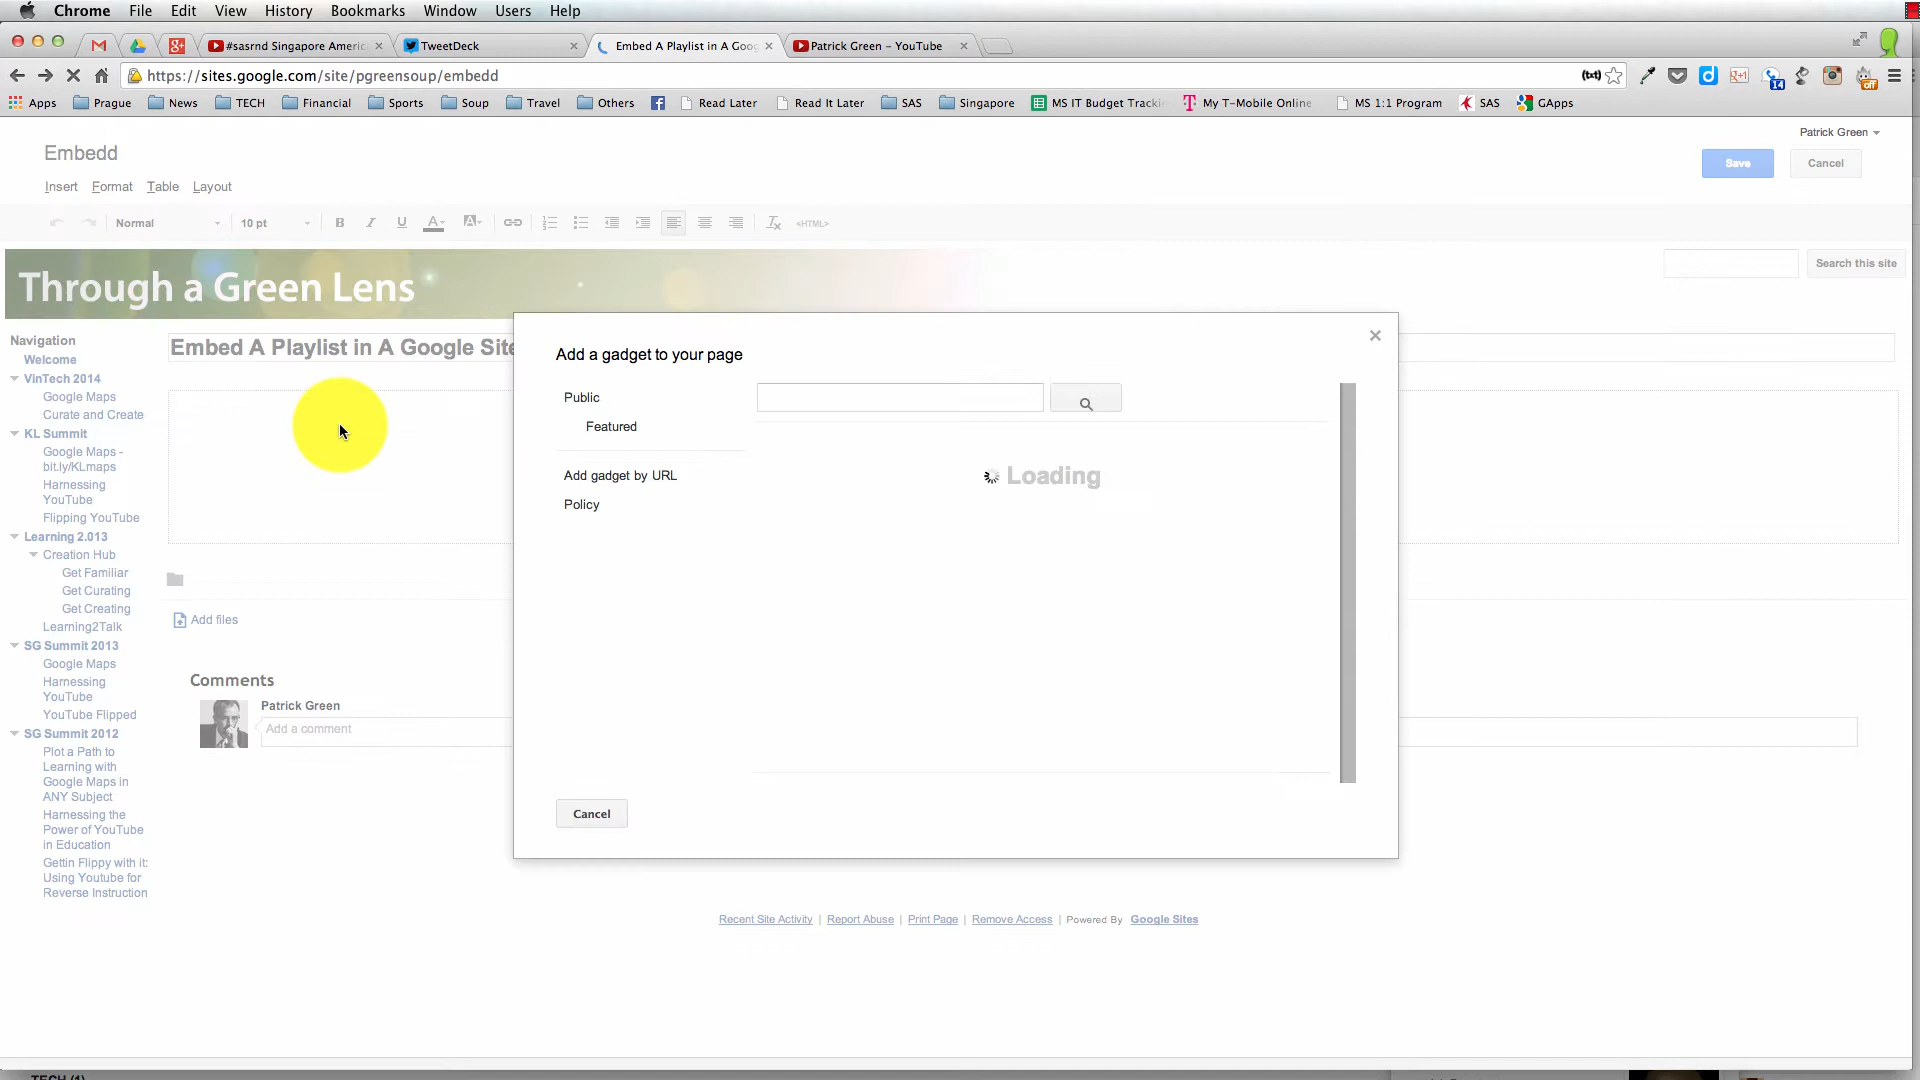 Chrome File Edit View History Bookmarks Window Users Help
#sasrnd Singapore Americ
TweetDeck
Embed A Playlist in A Goog
Patrick Green - YouTube
https://sites.google.com/site/pgreensoup/embedd
(txt)
14
off
Apps Prague News TECH Financial Sports Soup Travel Others Read Later Read It Later SAS Singapore MS IT Budget Trackin My T-Mobile Online MS 1:1 Program SAS GApps
Patrick Green
Embedd
Save
Cancel
Insert Format Table Layout
Normal 10 pt B I U A A <HTML>
Through a Green Lens
Search this site
Navigation
Welcome
VinTech 2014
Google Maps
Curate and Create
KL Summit
Google Maps -
bit.ly/KLmaps
Harnessing
YouTube
Flipping YouTube
Learning 2.013
Creation Hub
Get Familiar
Get Curating
Get Creating
Learning2Talk
SG Summit 2013
Google Maps
Harnessing
YouTube
YouTube Flipped
SG Summit 2012
Plot a Path to
Learning with
Google Maps in
ANY Subject
Harnessing the
Power of YouTube
in Education
Gettin Flippy with it:
Using Youtube for
Reverse Instruction
Embed A Playlist in A Google Site
Add files
Comments
Patrick Green
Add a comment
Add a gadget to your page
Public
Featured
Add gadget by URL
Policy
Loading
Cancel
Recent Site Activity | Report Abuse | Print Page | Remove Access | Powered By Google Sites
TECH (1)